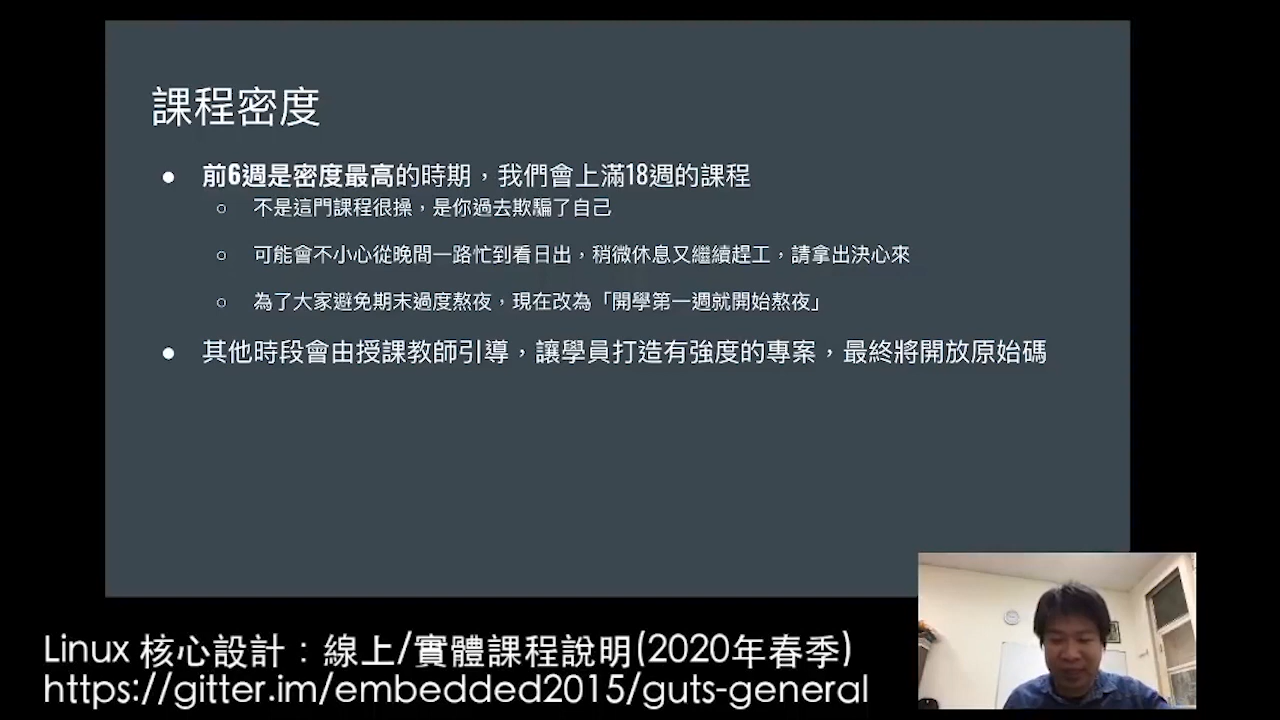 課程密度
● 前6週是密度最高的時期，我們會上滿18週的課程
○ 不是這門課程很操，是你過去欺騙了自己
○ 可能會不小心從晚間一路忙到看日出，稍微休息又繼續趕工，請拿出決心來
○ 為了大家避免期末過度熬夜，現在改為「開學第一週就開始熬夜」
● 其他時段會由授課教師引導，讓學員打造有強度的專案，最終將開放原始碼
Linux 核心設計：線上/實體課程說明(2020年春季)
https://gitter.im/embedded2015/guts-general